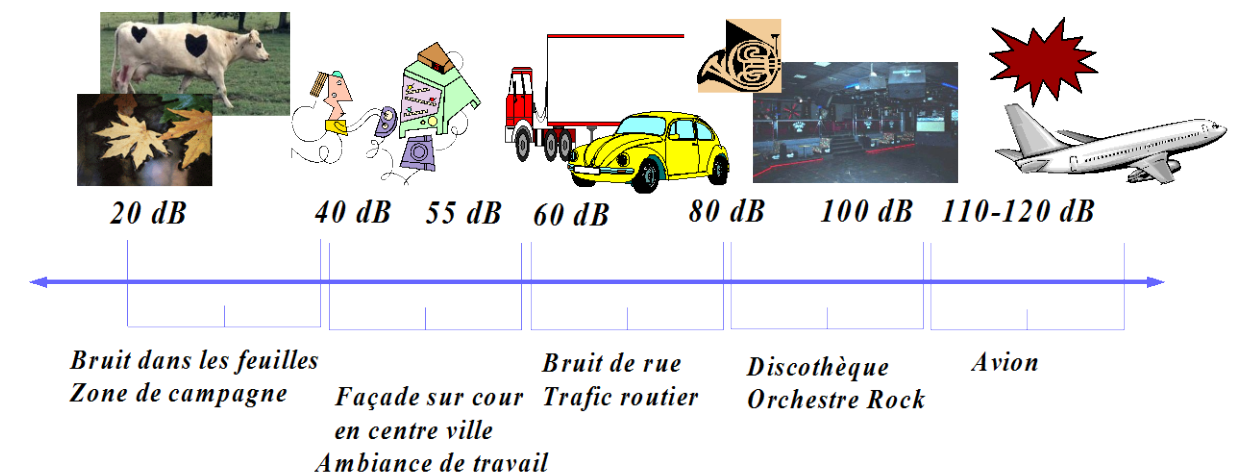 20 dB
40 dB
55 dB
60 dB
80 dB
100 dB
110-120 dB
Bruit dans les feuilles
Zone de campagne
Façade sur cour
en centre ville
Ambiance de travail
Bruit de rue
Trafic routier
Discothèque
Orchestre Rock
Avion